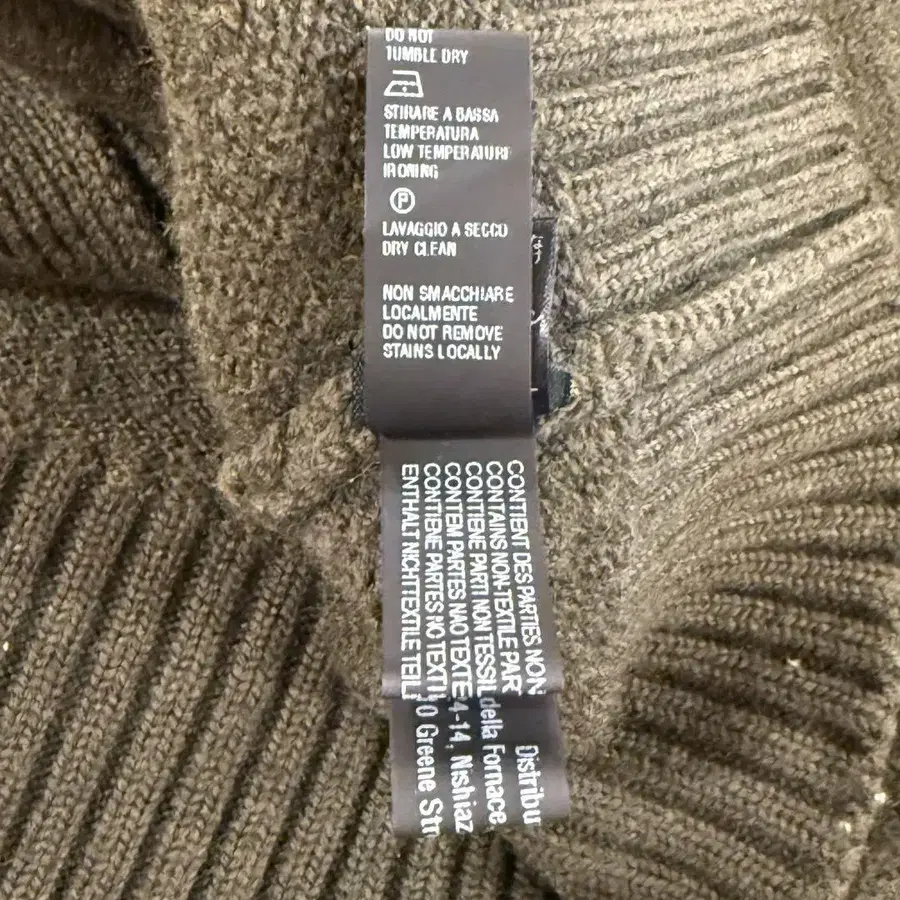 DO NOT
TUMBLE DRY
STIRARE A BASSA
TEMPERATURA
LOW TEMPERATURE
IRONING
P
LAVAGGIO A SECCO
DRY CLEAN
NON SMACCHIARE
LOCALMENTE
DO NOT REMOVE
STAINS LOCALLY
CONTIENT DES PARTIES NON
CONTAINS NON-TEXTILE PAR
CONTIENE PARTI NON TESSIL
CONTEM PARTES NAO TEXTE
CONTIENE PARTES NO TEXTI
ENTHALT NICHTTEXTILE TEIL
Distribu
della Fornace
4-14, Nishiaz
0 Greene Str